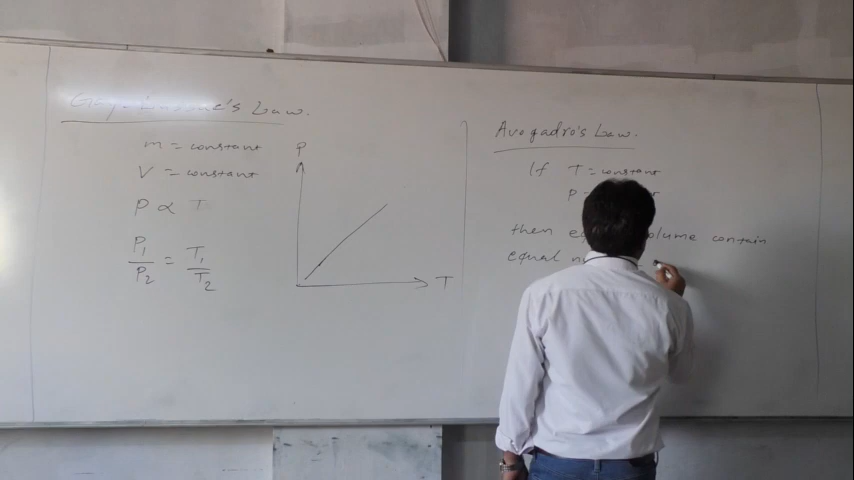 Gay-Lussac's Law.
m = constant
V = constant
P ∝ T
P1/P2 = T1/T2
P
T
Avogadro's Law.
If T = constant
P =
then volume contain
equal